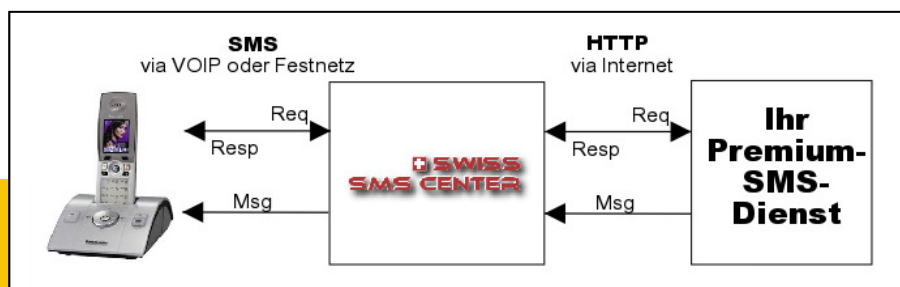 SMS
via VOIP oder Festnetz
HTTP
via Internet
Req
Resp
Msg
SWISS
SMS CENTER
Req
Resp
Msg
Ihr
Premium-
SMS-
Dienst